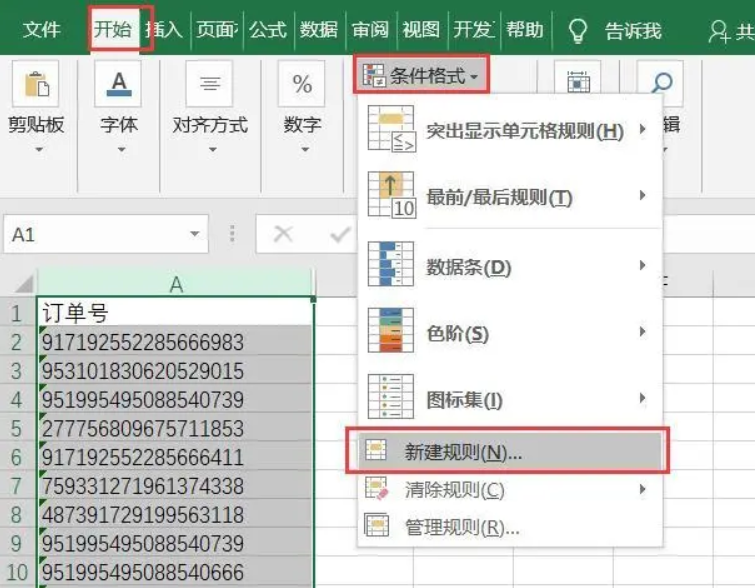 文件 开始 插入 页面 公式 数据 审阅 视图 开发 帮助 告诉我 共
剪贴板 字体 对齐方式 % 数字 条件格式 辑
突出显示单元格规则(H)
最前/最后规则(T)
数据条(D)
色阶(S)
图标集(I)
新建规则(N)...
清除规则(C)
管理规则(R)...
A1
A
1 订单号
2 917192552285666983
3 953101830620529015
4 951995495088540739
5 277756809675711853
6 917192552285666411
7 759331271961374338
8 487391729199563118
9 951995495088540739
10 951995495088540666